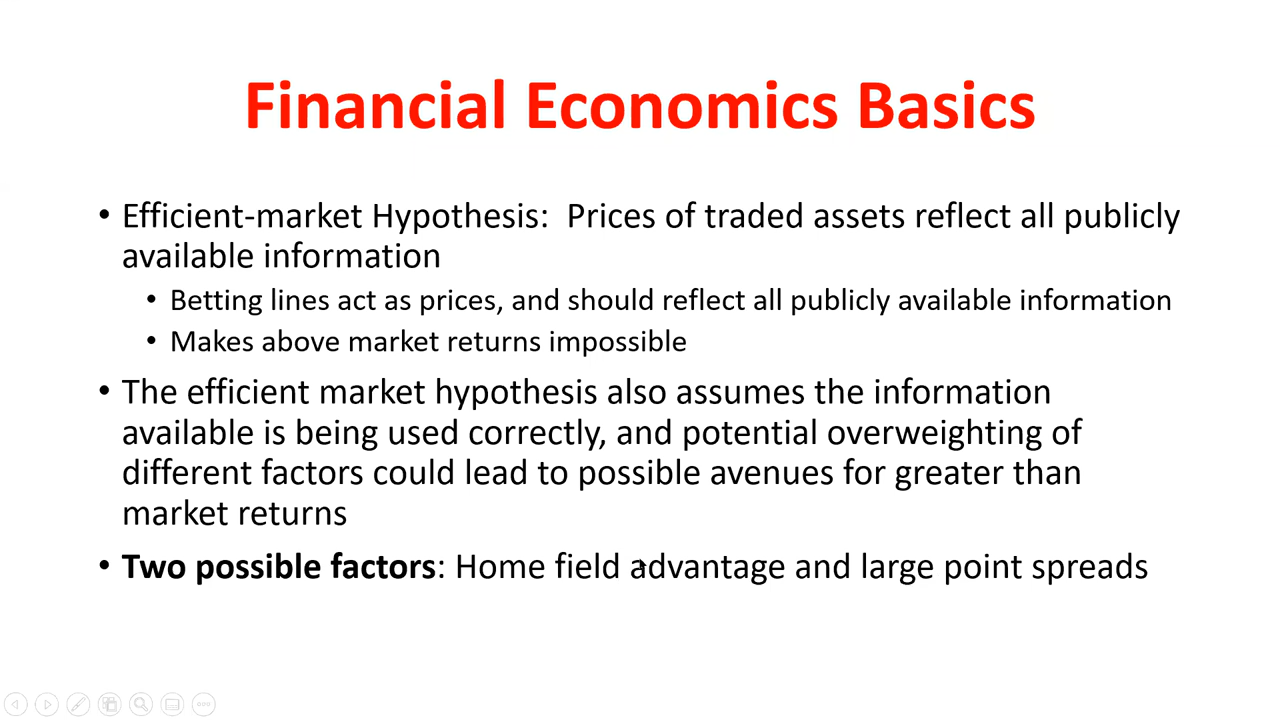 Financial Economics Basics
• Efficient-market Hypothesis:  Prices of traded assets reflect all publicly
available information
• Betting lines act as prices, and should reflect all publicly available information
• Makes above market returns impossible
• The efficient market hypothesis also assumes the information
available is being used correctly, and potential overweighting of
different factors could lead to possible avenues for greater than
market returns
• Two possible factors: Home field advantage and large point spreads